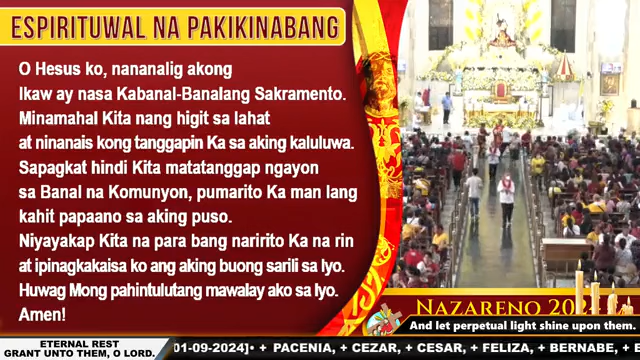 ESPIRITUWAL NA PAKIKINABANG
O Hesus ko, nananalig akong
Ikaw ay nasa Kabanal-Banalang Sakramento.
Minamahal Kita nang higit sa lahat
at ninanais kong tanggapin Ka sa aking kaluluwa.
Sapagkat hindi Kita matatanggap ngayon
sa Banal na Komunyon, pumarito Ka man lang
kahit papaano sa aking puso.
Niyayakap Kita na para bang naririto Ka na rin
at ipinagkakaisa ko ang aking buong sarili sa Iyo.
Huwag Mong pahintulutang mawalay ako sa Iyo.
Amen!
NAZARENO 2024
And let perpetual light shine upon them.
ETERNAL REST
GRANT UNTO THEM, O LORD.
[01-09-2024]• + PACENIA, + CEZAR, + CESAR, + FELIZA, + BERNABE, +